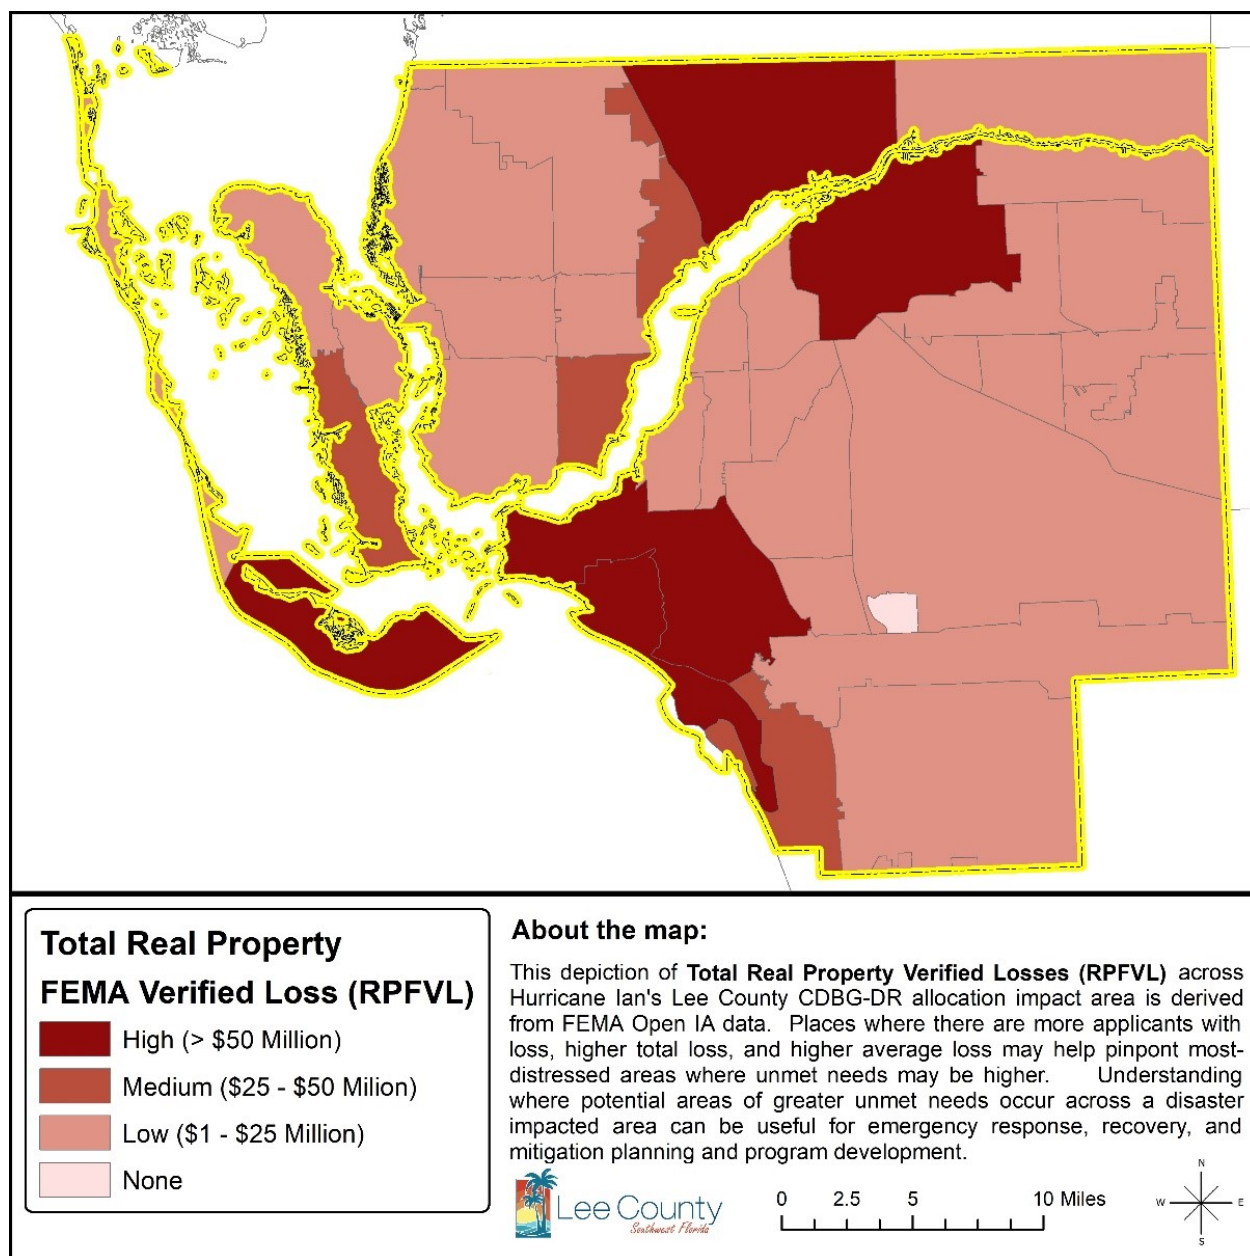 Total Real Property
FEMA Verified Loss (RPFVL)
High (> $50 Million)
Medium ($25 - $50 Milion)
Low ($1 - $25 Million)
None
About the map:
This depiction of Total Real Property Verified Losses (RPFVL) across
Hurricane Ian's Lee County CDBG-DR allocation impact area is derived
from FEMA Open IA data. Places where there are more applicants with
loss, higher total loss, and higher average loss may help pinpont most-
distressed areas where unmet needs may be higher. Understanding
where potential areas of greater unmet needs occur across a disaster
impacted area can be useful for emergency response, recovery, and
mitigation planning and program development.
Lee County
Southwest Florida
0 2.5 5 10 Miles
N
W E
S